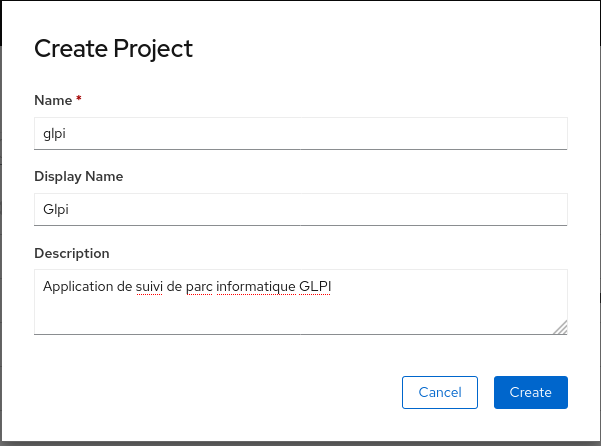 Create Project
Name *
glpi
Display Name
Glpi
Description
Application de suivi de parc informatique GLPI
Cancel
Create